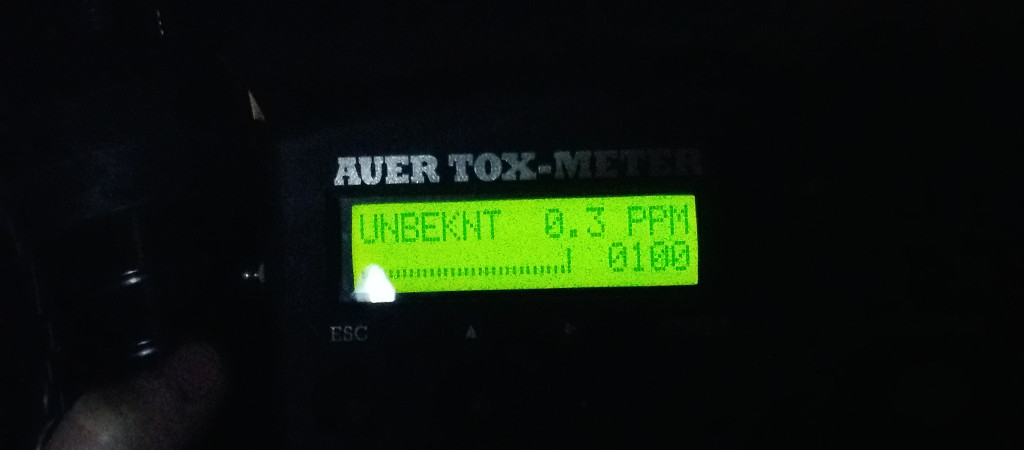 AUER TOX-METER
UNBEKNT 0.3 PPM
0100
ESC